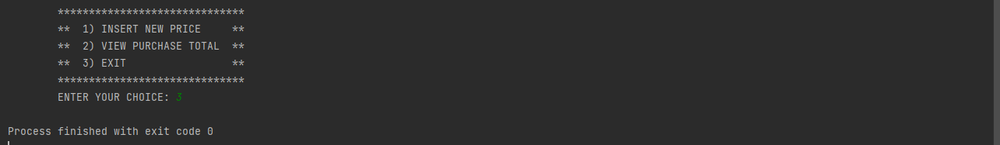 ******************************
**  1) INSERT NEW PRICE     **
**  2) VIEW PURCHASE TOTAL  **
**  3) EXIT                 **
******************************
ENTER YOUR CHOICE: 3
Process finished with exit code 0